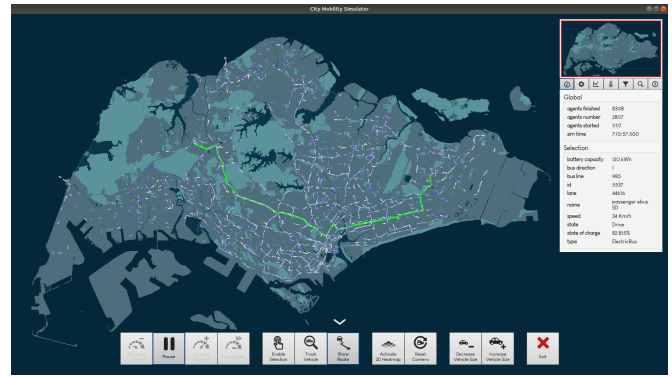 City Mobility Simulator
Global
agents finished 8308
agents number 2807
agents started 11117
sim time 7:10:57.500
Selection
battery capacity 120 kWh
bus direction 1
bus line 985
id 5537
lane 44516
name passenger ebus
SD
speed 34 Km/h
state Drive
state of charge 82.815%
type ElectricBus
Pause
Enable
Selection
Track
Vehicle
Show
Route
Activate
2D Heatmap
Reset
Camera
Decrease
Vehicle Size
Increase
Vehicle Size
Exit